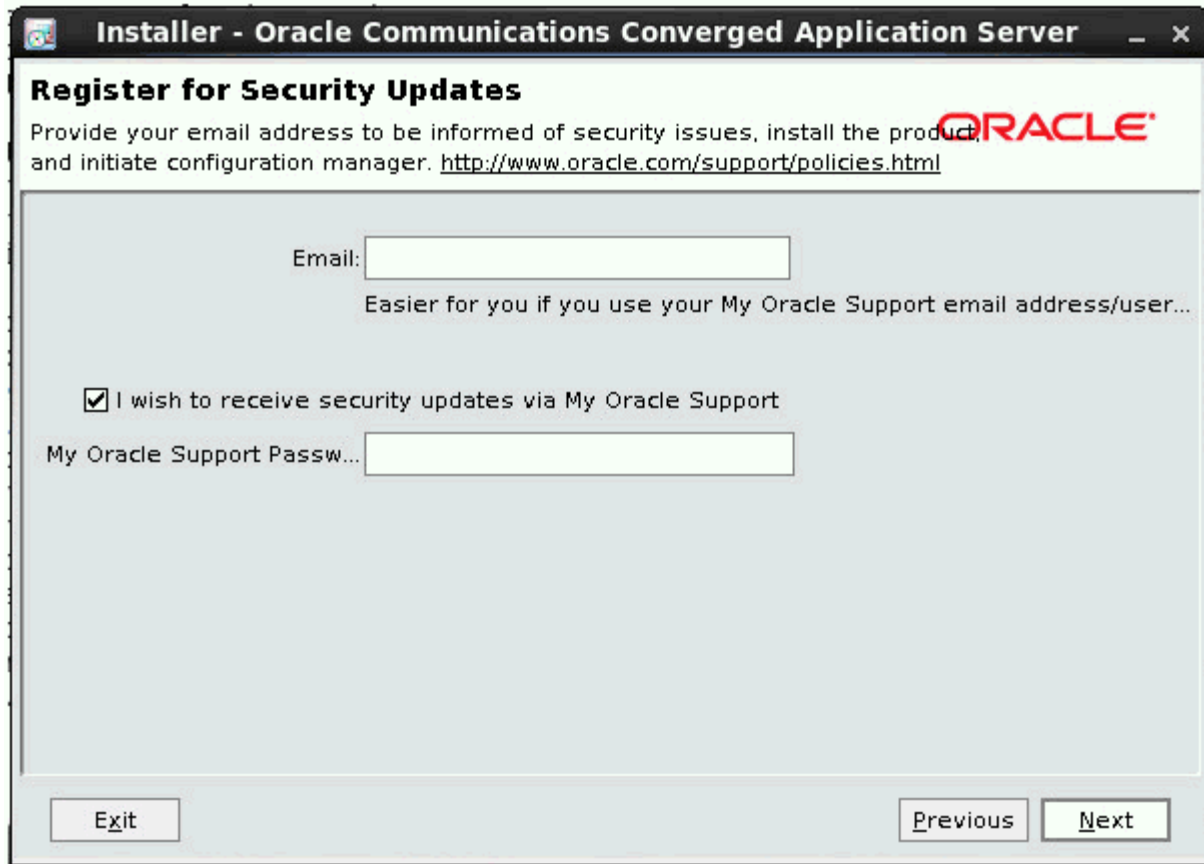 Installer - Oracle Communications Converged Application Server
Register for Security Updates
Provide your email address to be informed of security issues, install the product,
and initiate configuration manager. http://www.oracle.com/support/policies.html
ORACLE
Email:
Easier for you if you use your My Oracle Support email address/user...
I wish to receive security updates via My Oracle Support
My Oracle Support Passw...
Exit
Previous
Next